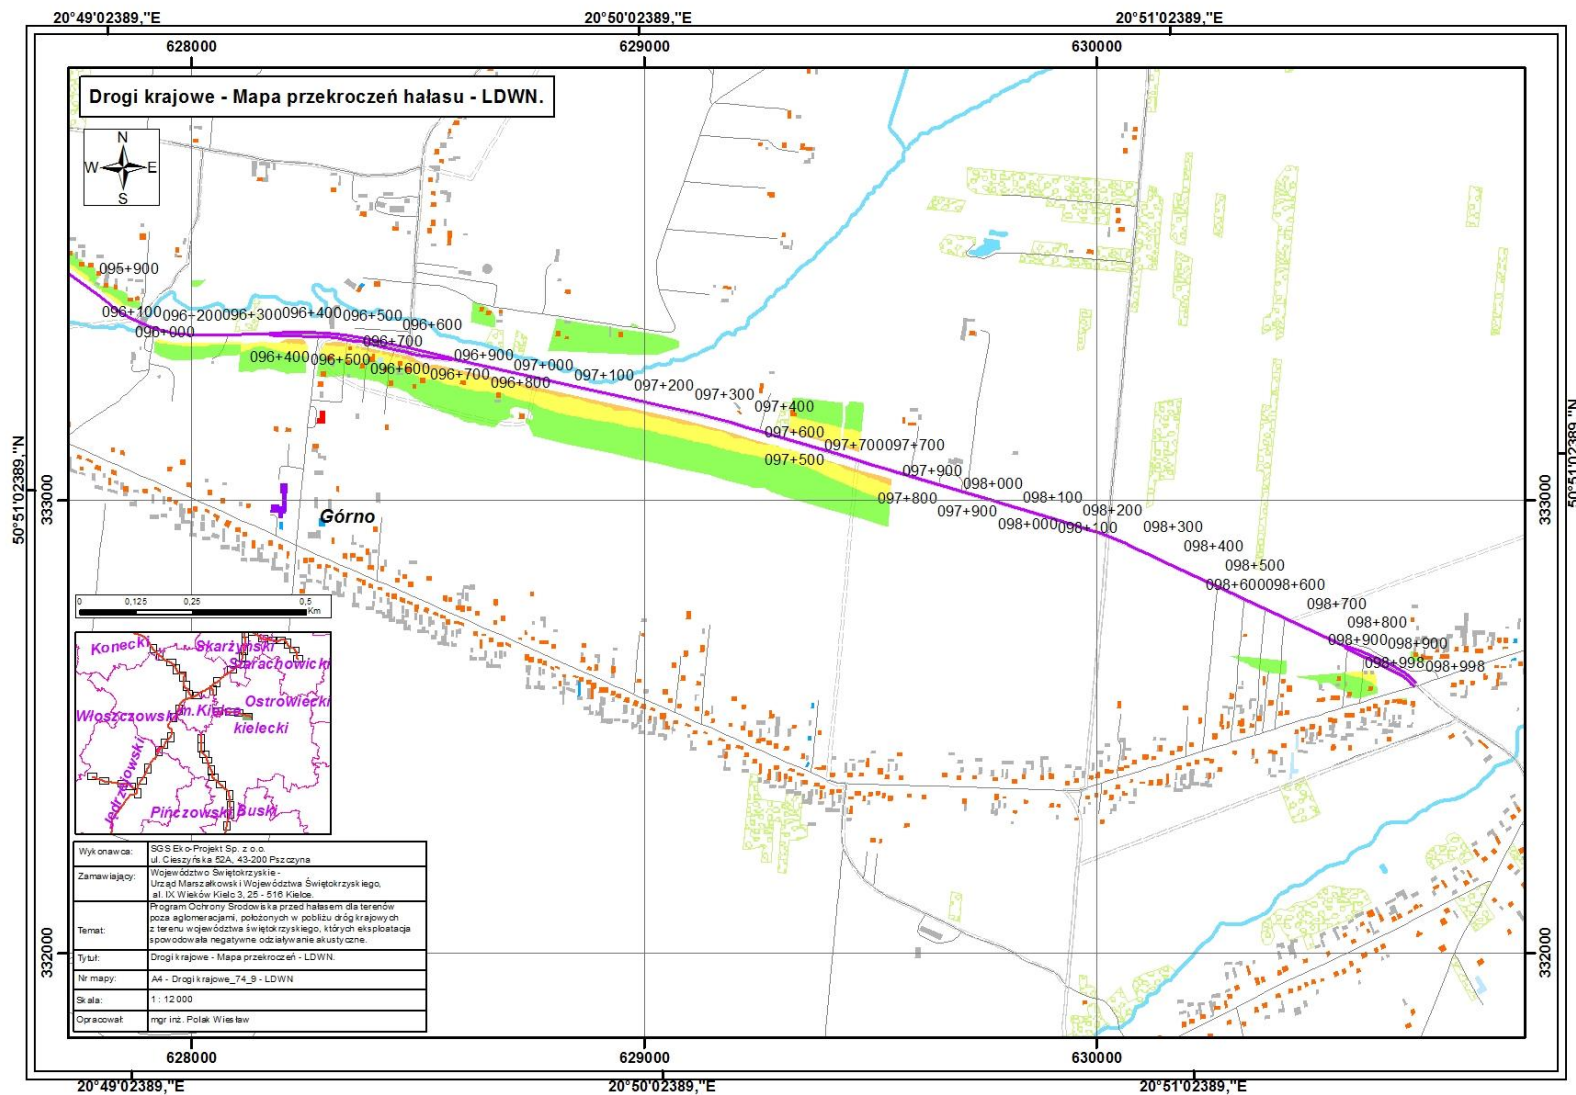 20°49'02389,"E 20°50'02389,"E 20°51'02389,"E
628000 629000 630000
Drogi krajowe - Mapa przekroczeń hałasu - LDWN.
N
W E
S
095+900
096+100 096+200 096+300 096+400 096+500
096+000 096+600
096+700
096+400 096+500 096+900
096+600 096+700 096+800 097+000 097+100
097+200
097+300
097+400
097+600
097+700 097+700
097+500
097+900
097+800 098+000
098+100
097+900 098+200
098+000 098+100 098+300
098+400
098+500
098+600 098+600
098+700
098+800
098+900 098+900
098+998 098+998
50°51'02389,"N
333000
333000
50°51'02389,"N
Górno
0 0,125 0,25 0,5
Km
Konecki
Skarżyński
Starachowicki
Ostrowiecki
Włoszczowski
m.Kielce
kielecki
Jędrzejowski
Pińczowski
Buski
Wykonawca: SGS Eko-Projekt Sp. z o.o.
ul. Cieszyńska 52A, 43-200 Pszczyna
Zamawiający: Województwo Świętokrzyskie -
Urząd Marszałkowski Województwa Świętokrzyskiego,
al. IX Wieków Kielc 3, 25 - 516 Kielce.
Temat: Program Ochrony Środowiska przed hałasem dla terenów
poza aglomeracjami, położonych w pobliżu dróg krajowych
z terenu województwa świętokrzyskiego, których eksploatacja
spowodowała negatywne odziaływanie akustyczne.
Tytuł: Drogi krajowe - Mapa przekroczeń - LDWN.
Nr mapy: A4 - Drogi krajowe_74_9 - LDWN
Skala: 1 : 12 000
Opracował: mgr inż. Polak Wiesław
332000
332000
628000 629000 630000
20°49'02389,"E 20°50'02389,"E 20°51'02389,"E